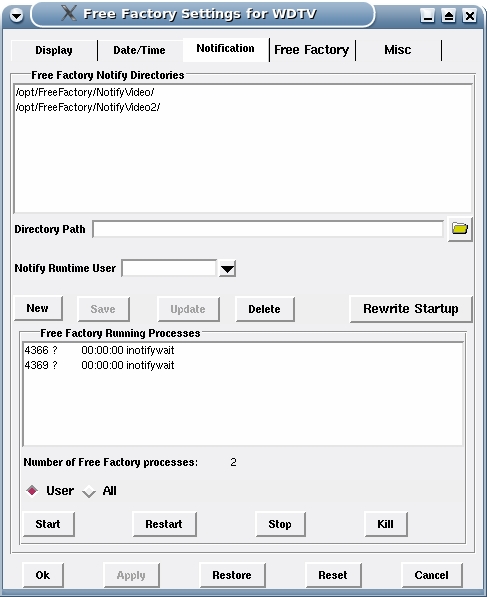 Free Factory Settings for WDTV
Display Date/Time Notification Free Factory Misc
Free Factory Notify Directories
/opt/FreeFactory/NotifyVideo/
/opt/FreeFactory/NotifyVideo2/
Directory Path
Notify Runtime User
New Save Update Delete Rewrite Startup
Free Factory Running Processes
4366 ? 00:00:00 inotifywait
4369 ? 00:00:00 inotifywait
Number of Free Factory processes: 2
User All
Start Restart Stop Kill
Ok Apply Restore Reset Cancel